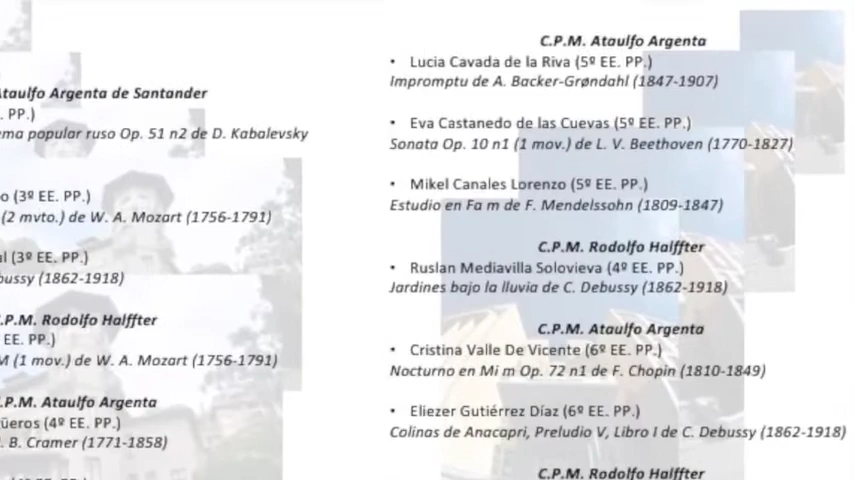 Ataulfo Argenta de Santander
. PP.)
ema popular ruso Op. 51 n2 de D. Kabalevsky
o (3º EE. PP.)
(2 mvto.) de W. A. Mozart (1756-1791)
al (3º EE. PP.)
bussy (1862-1918)
C.P.M. Rodolfo Halffter
EE. PP.)
M (1 mov.) de W. A. Mozart (1756-1791)
C.P.M. Ataulfo Argenta
güeros (4º EE. PP.)
. B. Cramer (1771-1858)
C.P.M. Ataulfo Argenta
• Lucia Cavada de la Riva (5º EE. PP.)
Impromptu de A. Backer-Grøndahl (1847-1907)
• Eva Castanedo de las Cuevas (5º EE. PP.)
Sonata Op. 10 n1 (1 mov.) de L. V. Beethoven (1770-1827)
• Mikel Canales Lorenzo (5º EE. PP.)
Estudio en Fa m de F. Mendelssohn (1809-1847)
C.P.M. Rodolfo Halffter
• Ruslan Mediavilla Solovieva (4º EE. PP.)
Jardines bajo la lluvia de C. Debussy (1862-1918)
C.P.M. Ataulfo Argenta
• Cristina Valle De Vicente (6º EE. PP.)
Nocturno en Mi m Op. 72 n1 de F. Chopin (1810-1849)
• Eliezer Gutiérrez Díaz (6º EE. PP.)
Colinas de Anacapri, Preludio V, Libro I de C. Debussy (1862-1918)
C.P.M. Rodolfo Halffter